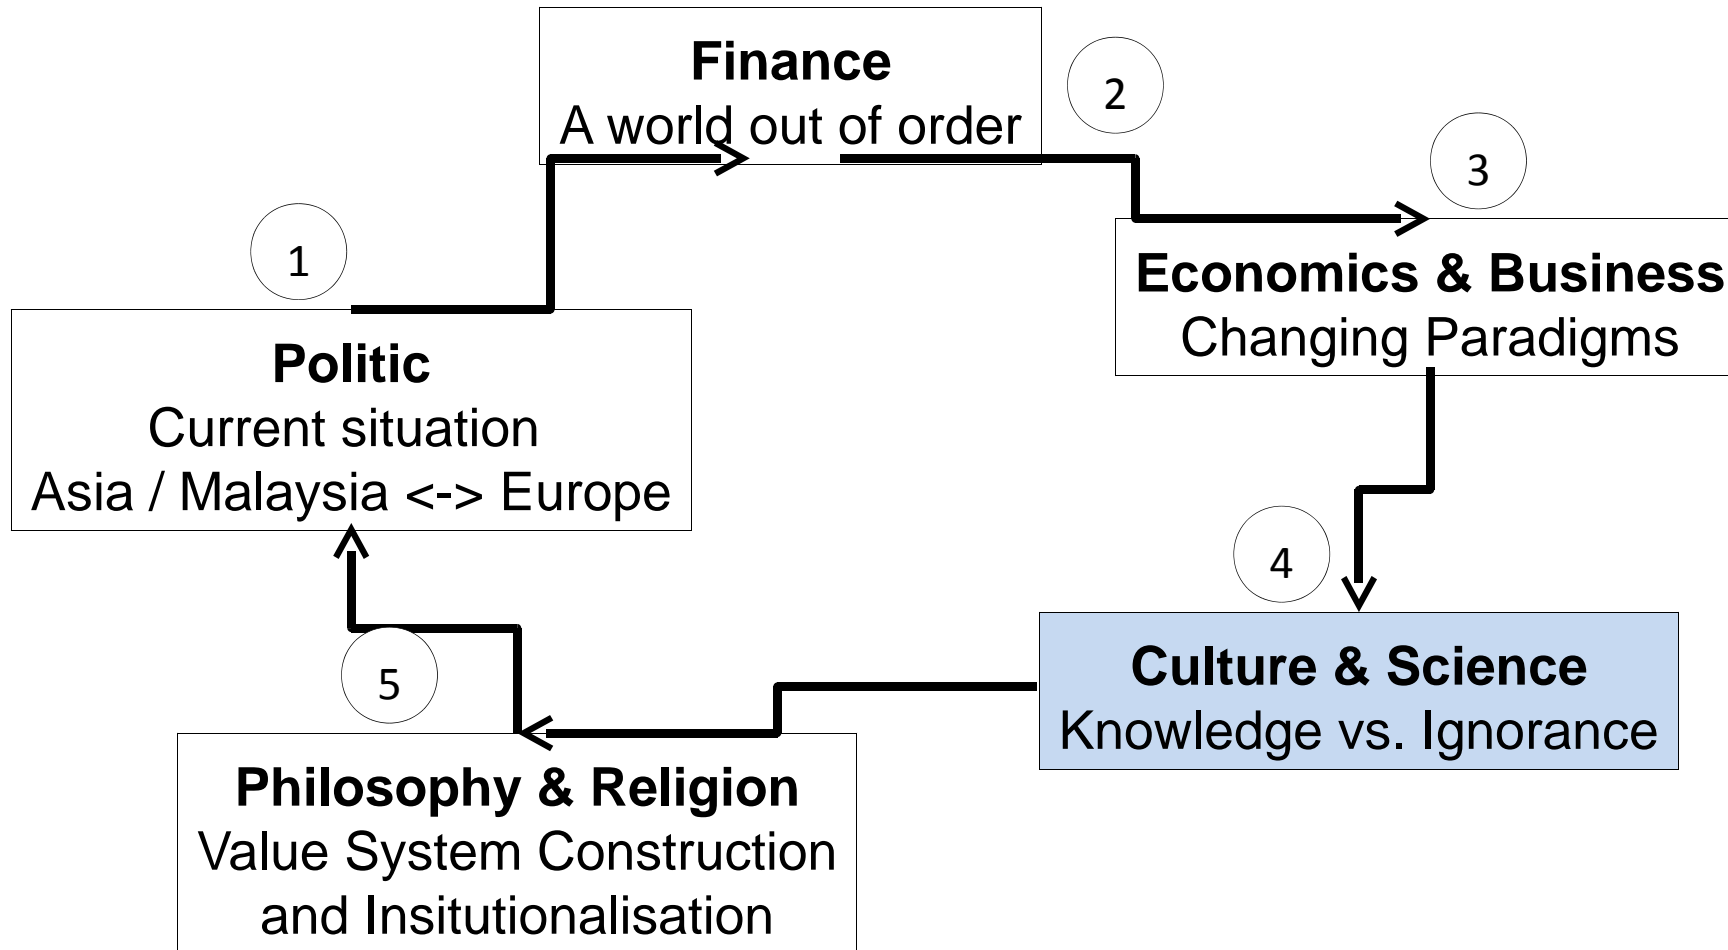 Finance
A world out of order
2
3
1
Economics & Business
Changing Paradigms
Politic
Current situation
Asia / Malaysia <-> Europe
4
Culture & Science
Knowledge vs. Ignorance
5
Philosophy & Religion
Value System Construction
and Insitutionalisation